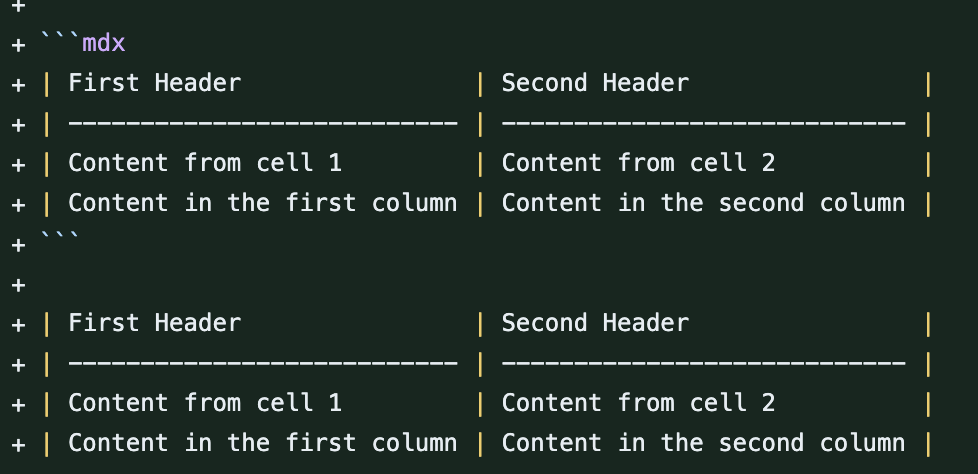 +
+ ```mdx
+ | First Header                | Second Header                |
+ | --------------------------- | ---------------------------- |
+ | Content from cell 1         | Content from cell 2          |
+ | Content in the first column | Content in the second column |
+ ```
+
+ | First Header                | Second Header                |
+ | --------------------------- | ---------------------------- |
+ | Content from cell 1         | Content from cell 2          |
+ | Content in the first column | Content in the second column |